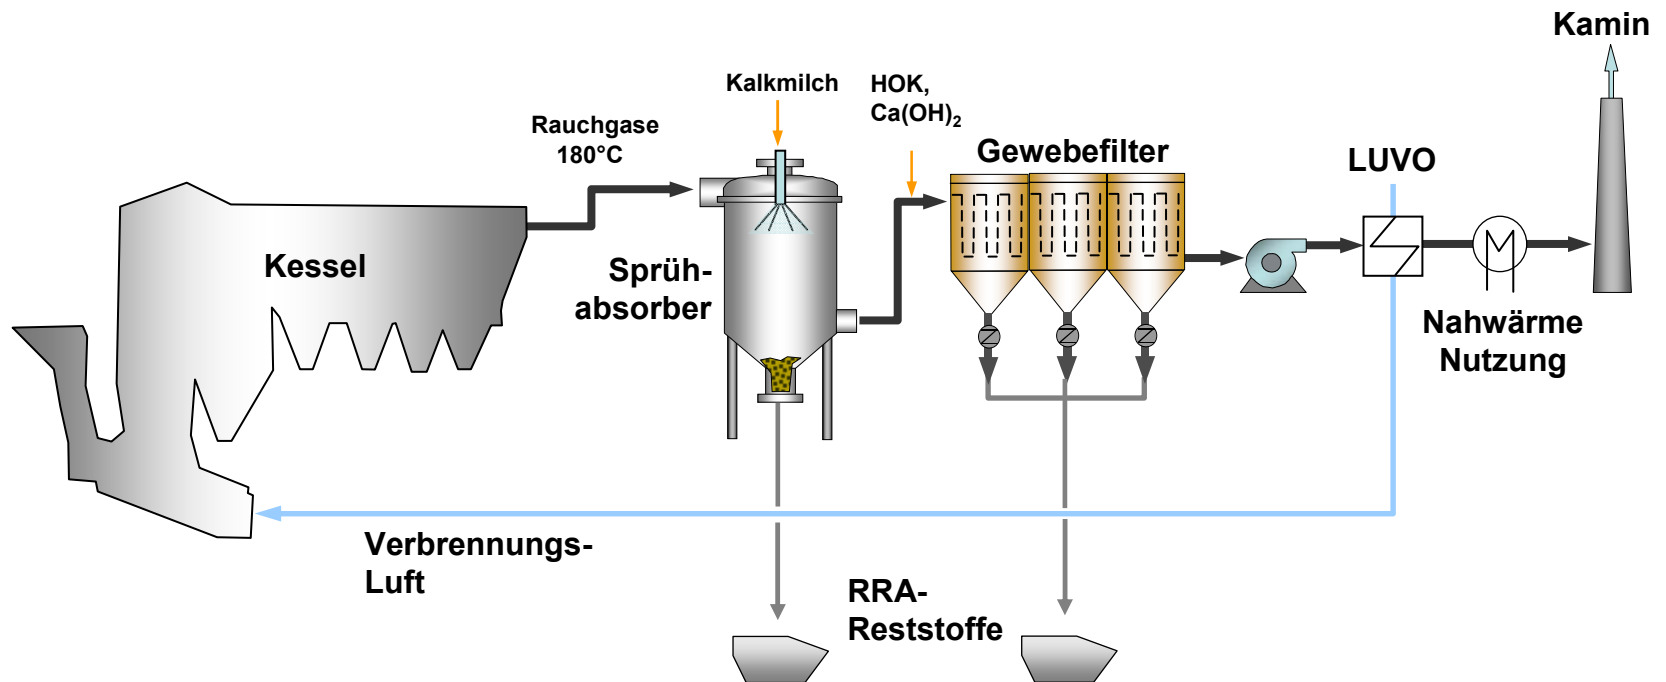 Kamin
Kalkmilch
HOK,
Ca(OH)₂
Rauchgase
180°C
Gewebefilter
LUVO
Kessel
Sprüh-
absorber
Nahwärme
Nutzung
Verbrennungs-
Luft
RRA-
Reststoffe